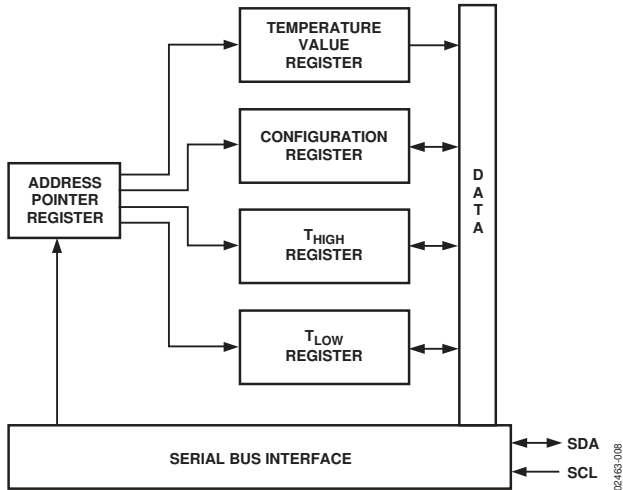 TEMPERATURE
VALUE
REGISTER
CONFIGURATION
REGISTER
ADDRESS
POINTER
REGISTER
D
A
T
A
THIGH
REGISTER
TLOW
REGISTER
SERIAL BUS INTERFACE
SDA
SCL
02463-008